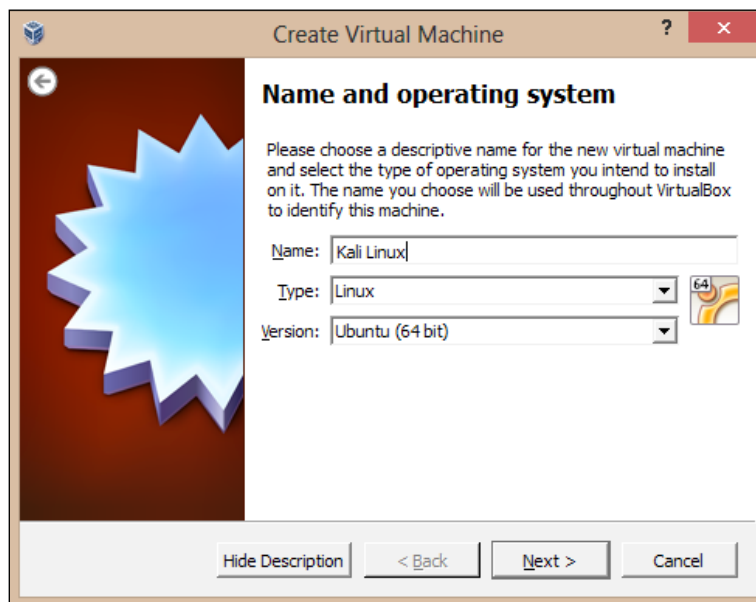 Create Virtual Machine
?
Name and operating system
Please choose a descriptive name for the new virtual machine
and select the type of operating system you intend to install
on it. The name you choose will be used throughout VirtualBox
to identify this machine.
Name: Kali Linux
Type: Linux
64
Version: Ubuntu (64 bit)
Hide Description < Back Next > Cancel